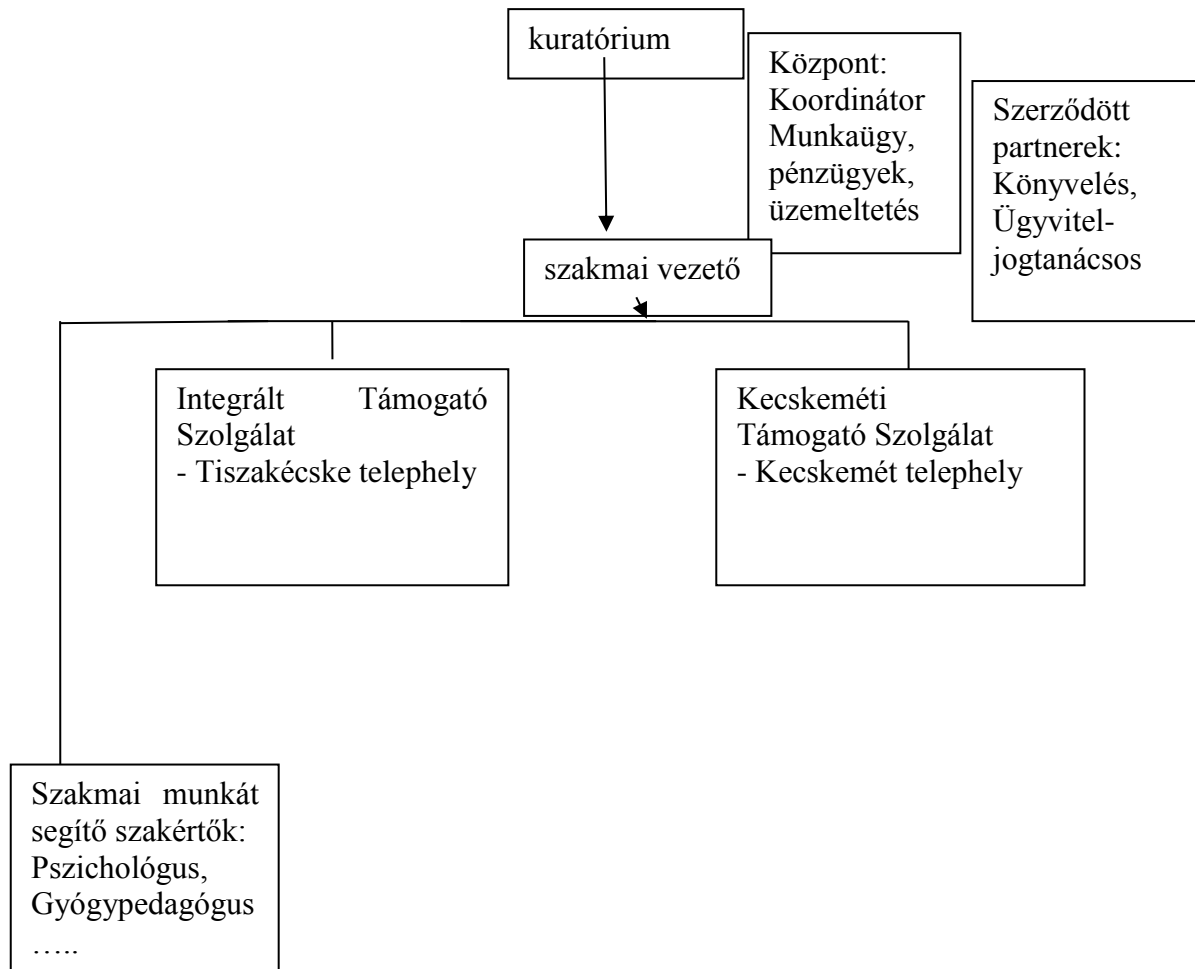 kuratórium
Központ:
Koordinátor
Munkaügy,
pénzügyek,
üzemeltetés
Szerződött
partnerek:
Könyvelés,
Ügyvitel-
jogtanácsos
szakmai vezető
Integrált Támogató
Szolgálat
- Tiszakécske telephely
Kecskeméti
Támogató Szolgálat
- Kecskemét telephely
Szakmai munkát
segítő szakértők:
Pszichológus,
Gyógypedagógus
…..